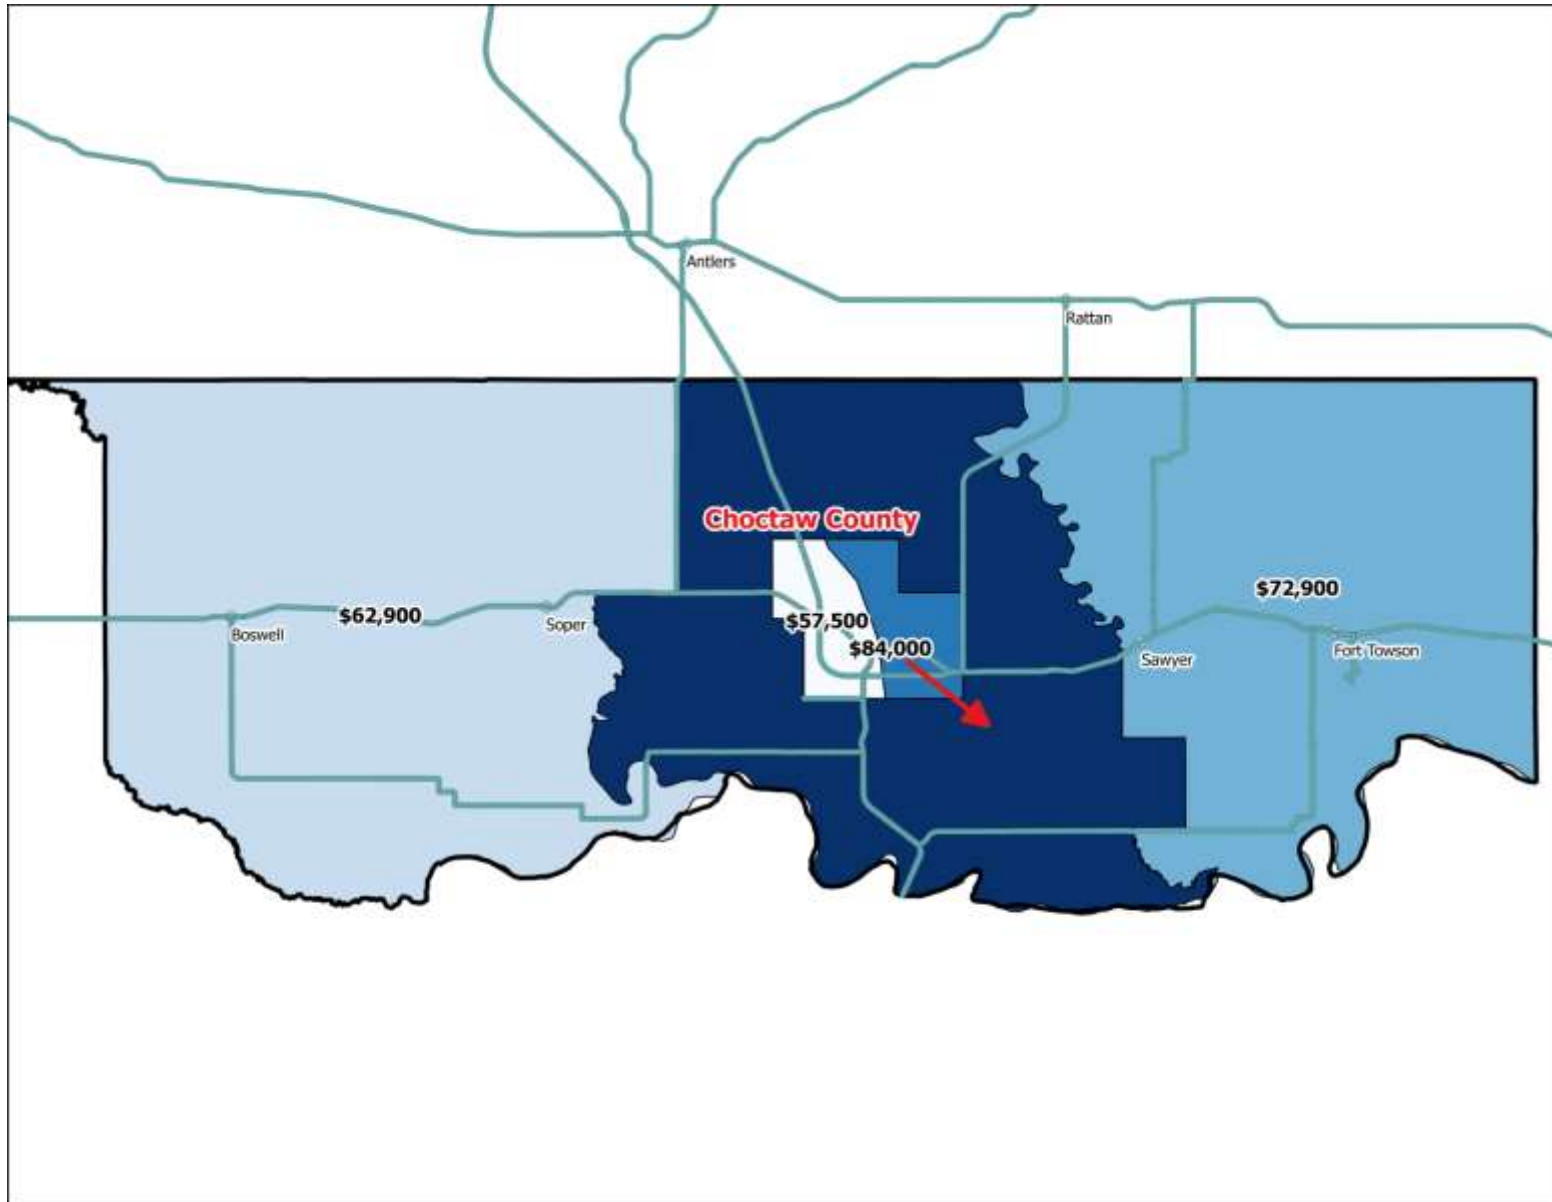 Antlers
Rattan
Choctaw County
$72,900
$62,900
$57,500
Boswell
Soper
$84,000
Sawyer
Fort Towson